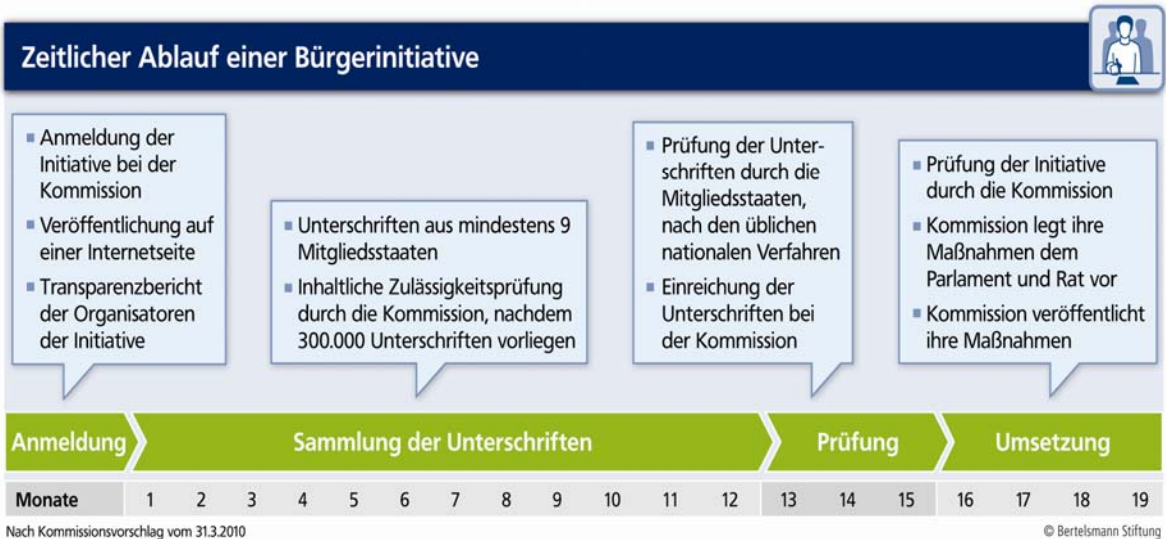 Zeitlicher Ablauf einer Bürgerinitiative
Anmeldung der
Initiative bei der
Kommission
Veröffentlichung auf
einer Internetseite
Transparenzbericht
der Organisatoren
der Initiative
Unterschriften aus mindestens 9
Mitgliedsstaaten
Inhaltliche Zulässigkeitsprüfung
durch die Kommission, nachdem
300.000 Unterschriften vorliegen
Prüfung der Unter-
schriften durch die
Mitgliedsstaaten,
nach den üblichen
nationalen Verfahren
Einreichung der
Unterschriften bei
der Kommission
Prüfung der Initiative
durch die Kommission
Kommission legt ihre
Maßnahmen dem
Parlament und Rat vor
Kommission veröffentlicht
ihre Maßnahmen
Anmeldung Sammlung der Unterschriften Prüfung Umsetzung
Monate 1 2 3 4 5 6 7 8 9 10 11 12 13 14 15 16 17 18 19
Nach Kommissionsvorschlag vom 31.3.2010 © Bertelsmann Stiftung